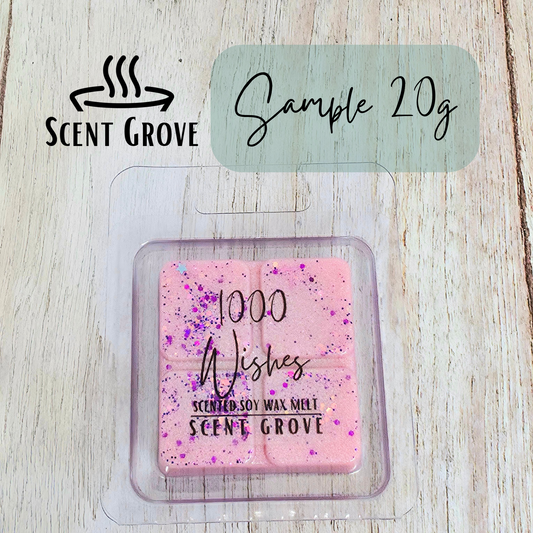 SCENT GROVE
Sample 20g
1000
Wishes
SCENTED SOY WAX MELT
SCENT GROVE